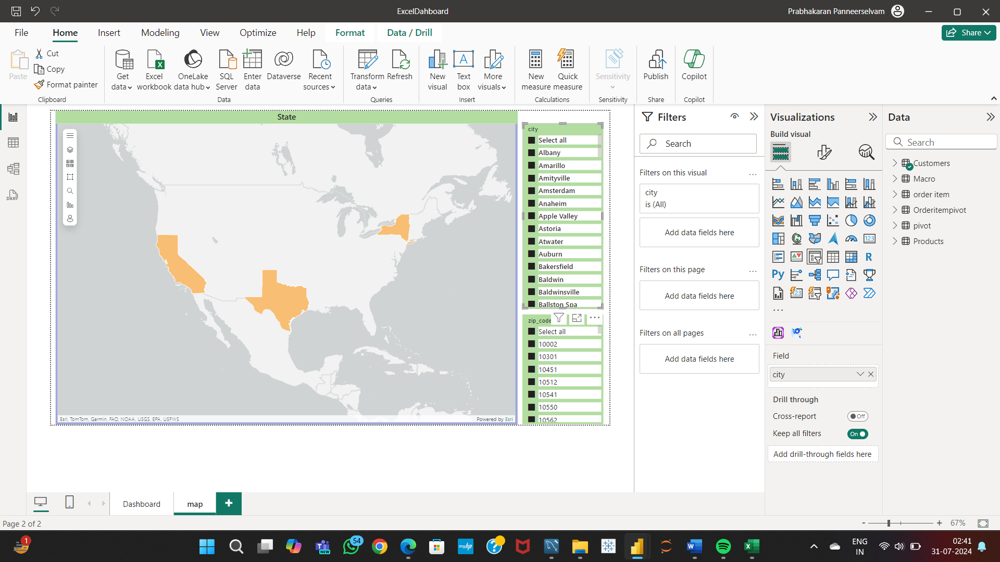 ExcelDahboard
Prabhakaran Panneerselvam
File Home Insert Modeling View Optimize Help Format Data / Drill
Share
Paste
Cut
Copy
Format painter
Clipboard
Get data
Excel workbook
OneLake data hub
SQL Server
Enter data
Dataverse
Recent sources
Data
Transform data
Refresh
Queries
New visual
Text box
More visuals
Insert
New measure
Quick measure
Calculations
Sensitivity
Sensitivity
Publish
Share
Copilot
Copilot
State
Esri, TomTom, Garmin, FAO, NOAA, USGS, EPA, USFWS
Powered by Esri
city
Select all
Albany
Amarillo
Amityville
Amsterdam
Anaheim
Apple Valley
Astoria
Atwater
Auburn
Bakersfield
Baldwin
Baldwinsville
Ballston Spa
zip_code
Select all
10002
10301
10451
10512
10541
10550
10562
Filters
Search
Filters on this visual
...
city
is (All)
Add data fields here
Filters on this page
...
Add data fields here
Filters on all pages
...
Add data fields here
Visualizations
Build visual
123
R
Py
123
...
Field
city
Drill through
Cross-report
Off
Keep all filters
On
Add drill-through fields here
Data
Search
Customers
Macro
order item
Orderitempivot
pivot
Products
DAX
Dashboard
map
+
Page 2 of 2
- + 67%
1
NEW
54
myhp
ENG
IN
02:41
31-07-2024